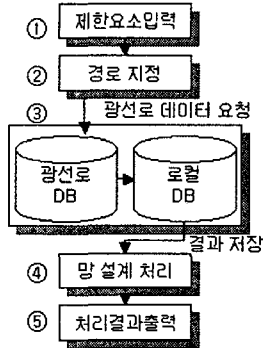 ① 제한요소입력
② 경로 지정
③ 광선로 데이터 요청
광선로 DB
로컬 DB
결과 저장
④ 망 설계 처리
⑤ 처리결과출력